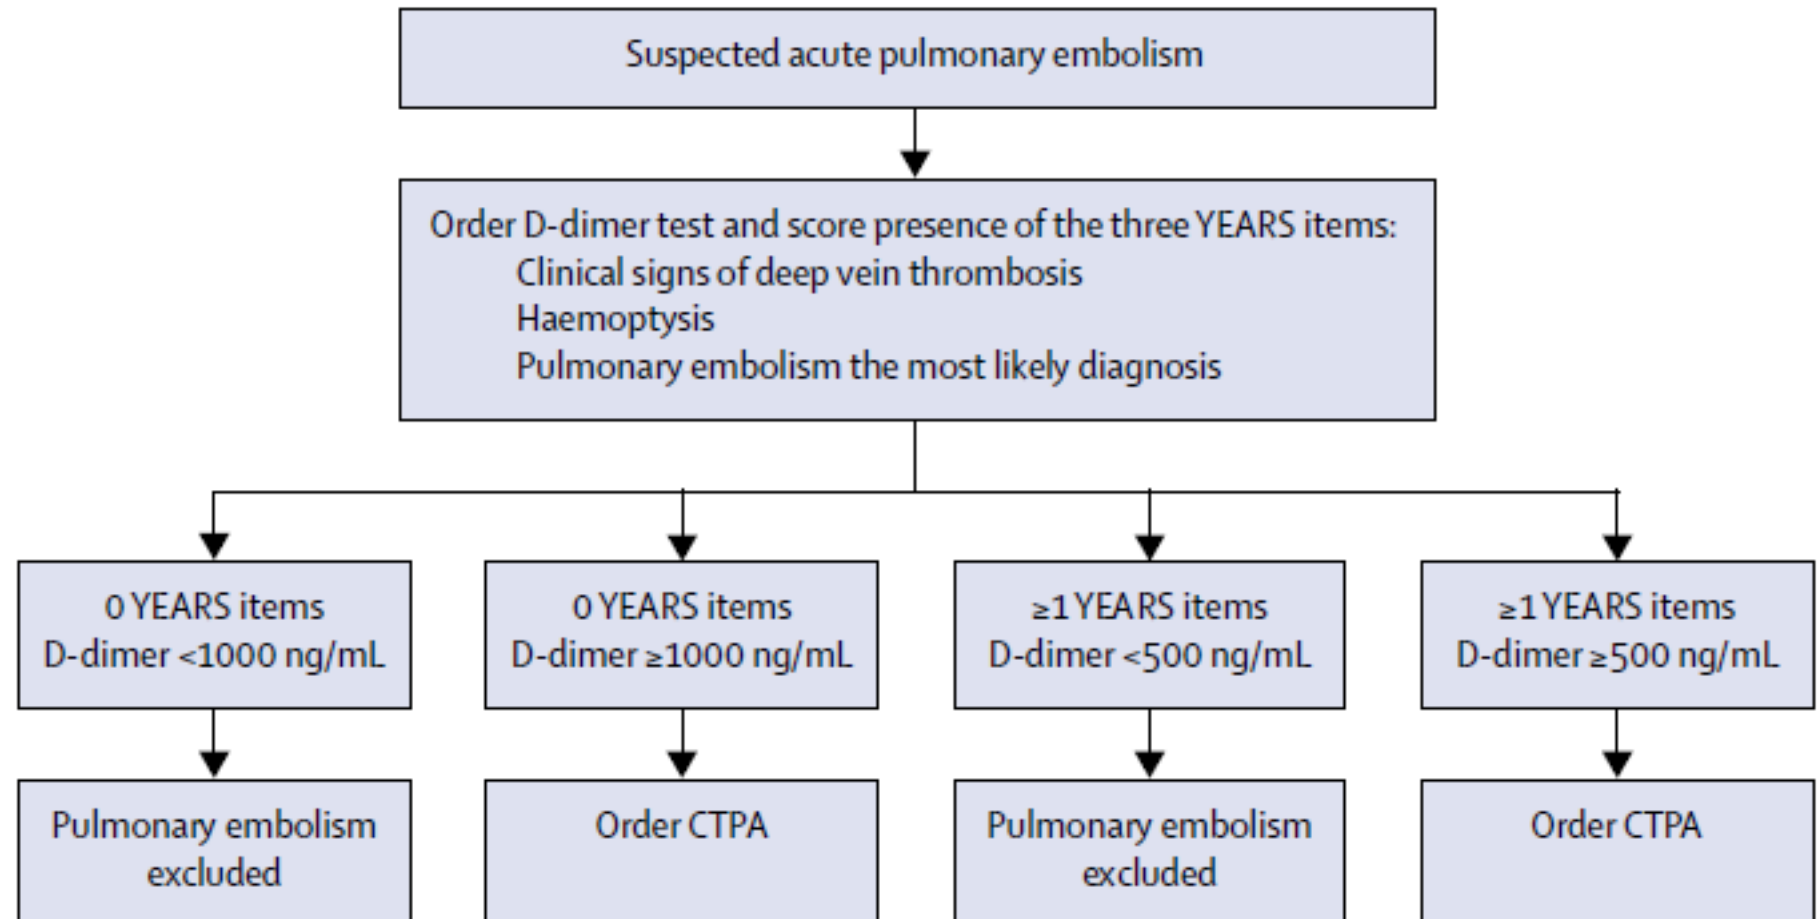 Suspected acute pulmonary embolism
Order D-dimer test and score presence of the three YEARS items:
Clinical signs of deep vein thrombosis
Haemoptysis
Pulmonary embolism the most likely diagnosis
0 YEARS items
D-dimer <1000 ng/mL
0 YEARS items
D-dimer ≥1000 ng/mL
≥1 YEARS items
D-dimer <500 ng/mL
≥1 YEARS items
D-dimer ≥500 ng/mL
Pulmonary embolism
excluded
Order CTPA
Pulmonary embolism
excluded
Order CTPA